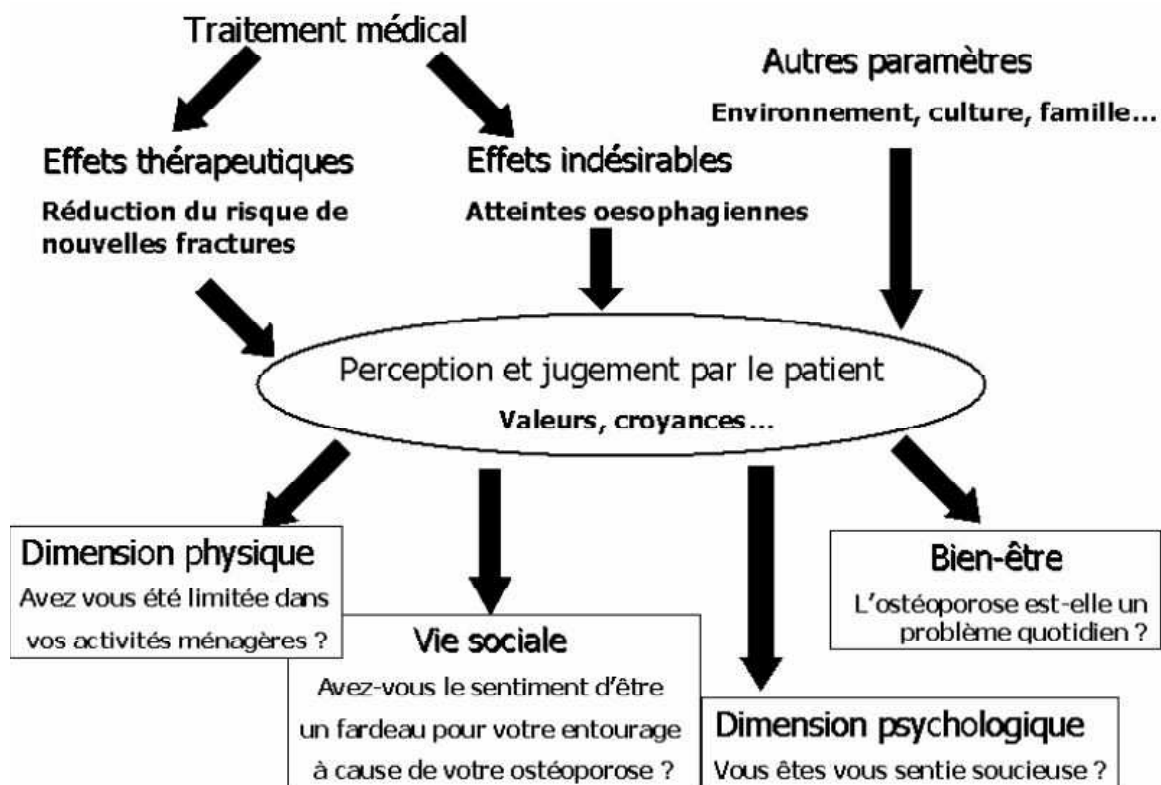 Traitement médical
Autres paramètres
Environnement, culture, famille...
Effets thérapeutiques
Réduction du risque de
nouvelles fractures
Effets indésirables
Atteintes oesophagiennes
Perception et jugement par le patient
Valeurs, croyances...
Dimension physique
Avez vous été limitée dans
vos activités ménagères ?
Vie sociale
Avez-vous le sentiment d'être
un fardeau pour votre entourage
à cause de votre ostéoporose ?
Dimension psychologique
Vous êtes vous sentie soucieuse ?
Bien-être
L'ostéoporose est-elle un
problème quotidien ?